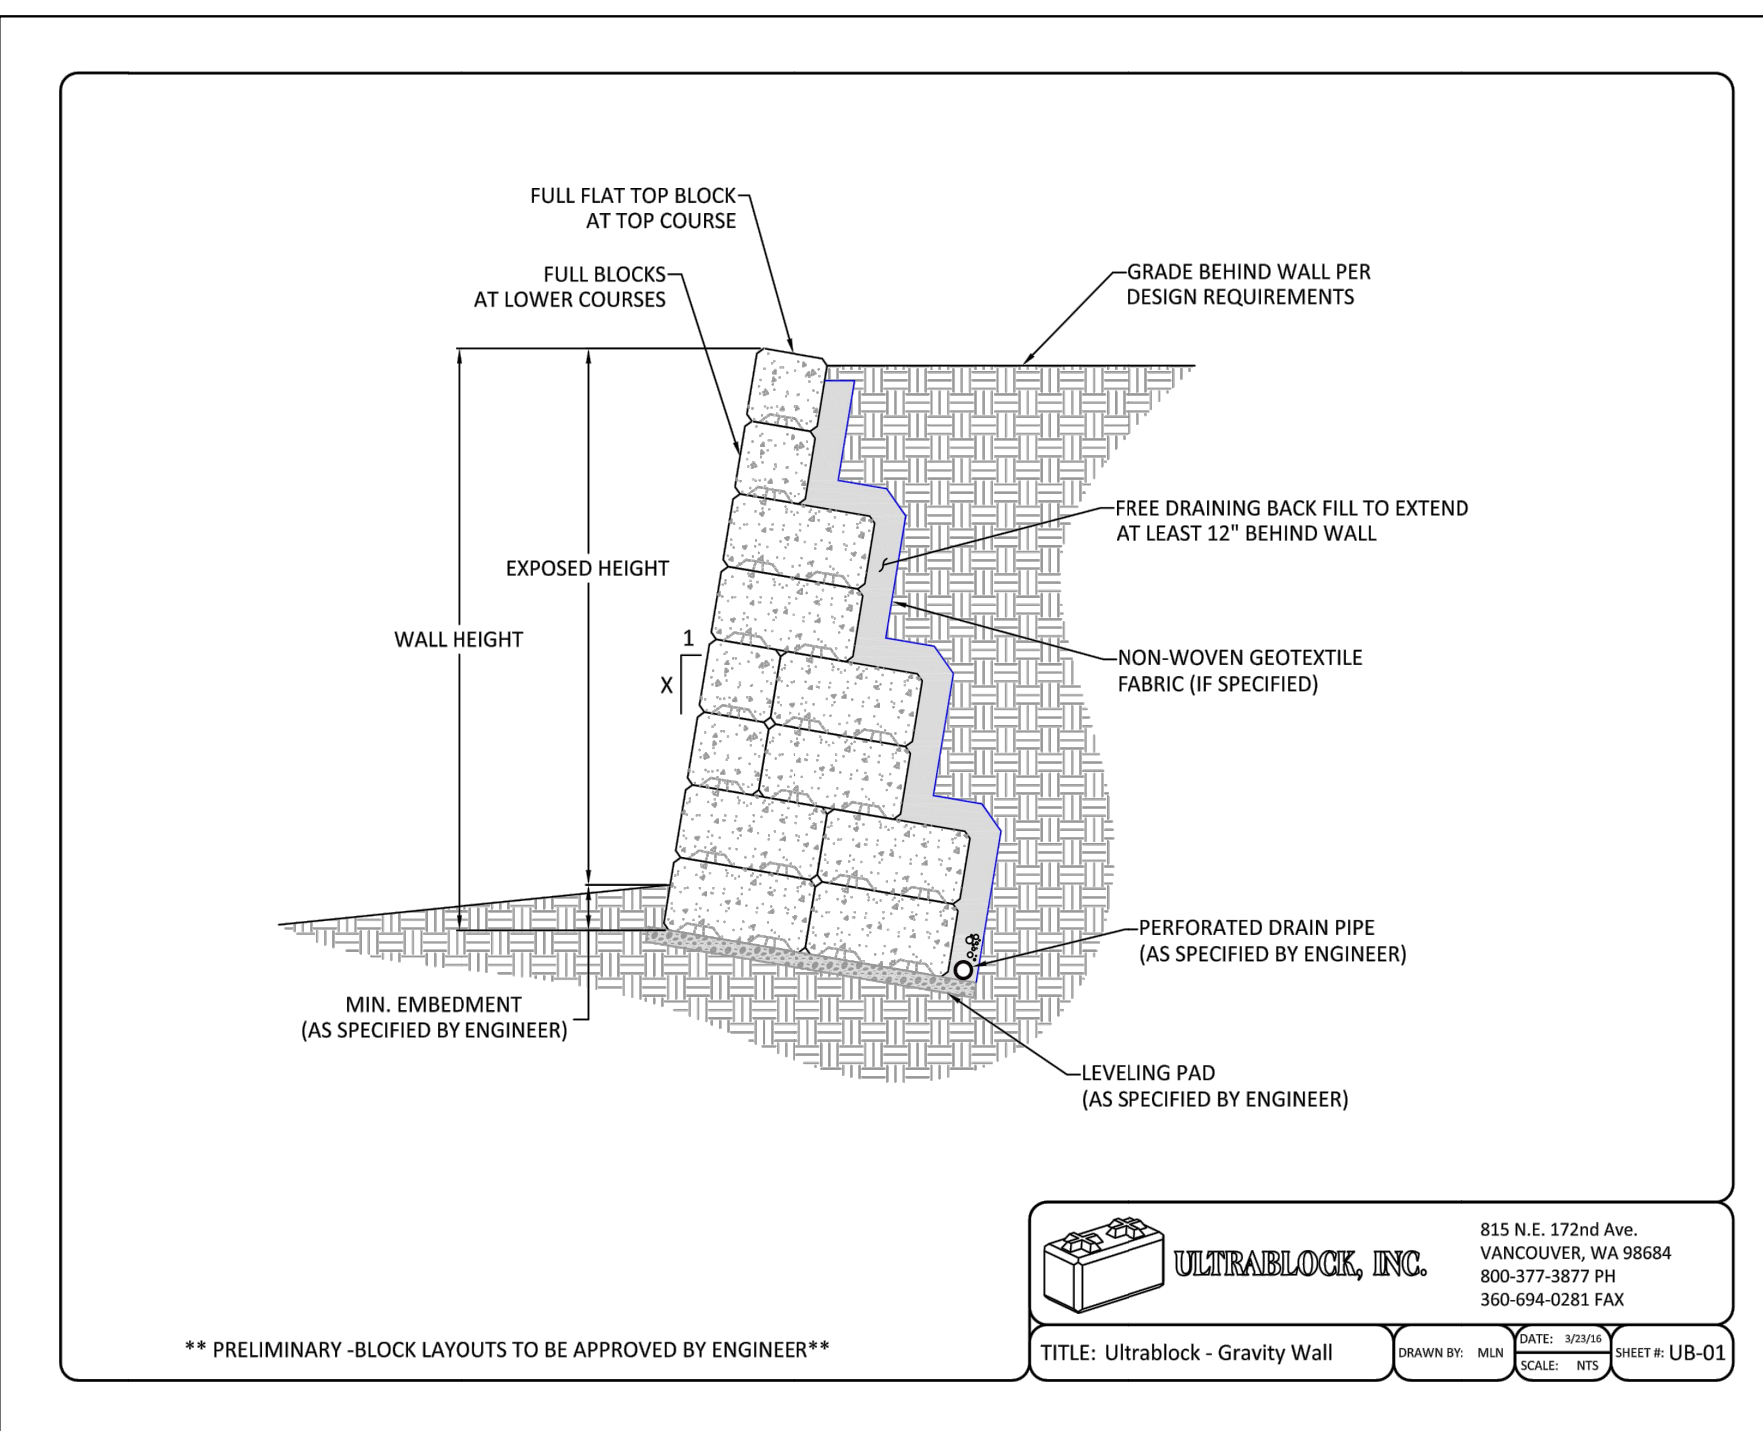 FULL FLAT TOP BLOCK
AT TOP COURSE
FULL BLOCKS
AT LOWER COURSES
GRADE BEHIND WALL PER
DESIGN REQUIREMENTS
FREE DRAINING BACK FILL TO EXTEND
AT LEAST 12" BEHIND WALL
EXPOSED HEIGHT
WALL HEIGHT
1
X
NON-WOVEN GEOTEXTILE
FABRIC (IF SPECIFIED)
PERFORATED DRAIN PIPE
(AS SPECIFIED BY ENGINEER)
MIN. EMBEDMENT
(AS SPECIFIED BY ENGINEER)
LEVELING PAD
(AS SPECIFIED BY ENGINEER)
ULTRABLOCK, INC.
815 N.E. 172nd Ave.
VANCOUVER, WA 98684
800-377-3877 PH
360-694-0281 FAX
** PRELIMINARY -BLOCK LAYOUTS TO BE APPROVED BY ENGINEER**
TITLE: Ultrablock - Gravity Wall
DRAWN BY: MLN
DATE: 3/23/16
SCALE: NTS
SHEET #: UB-01